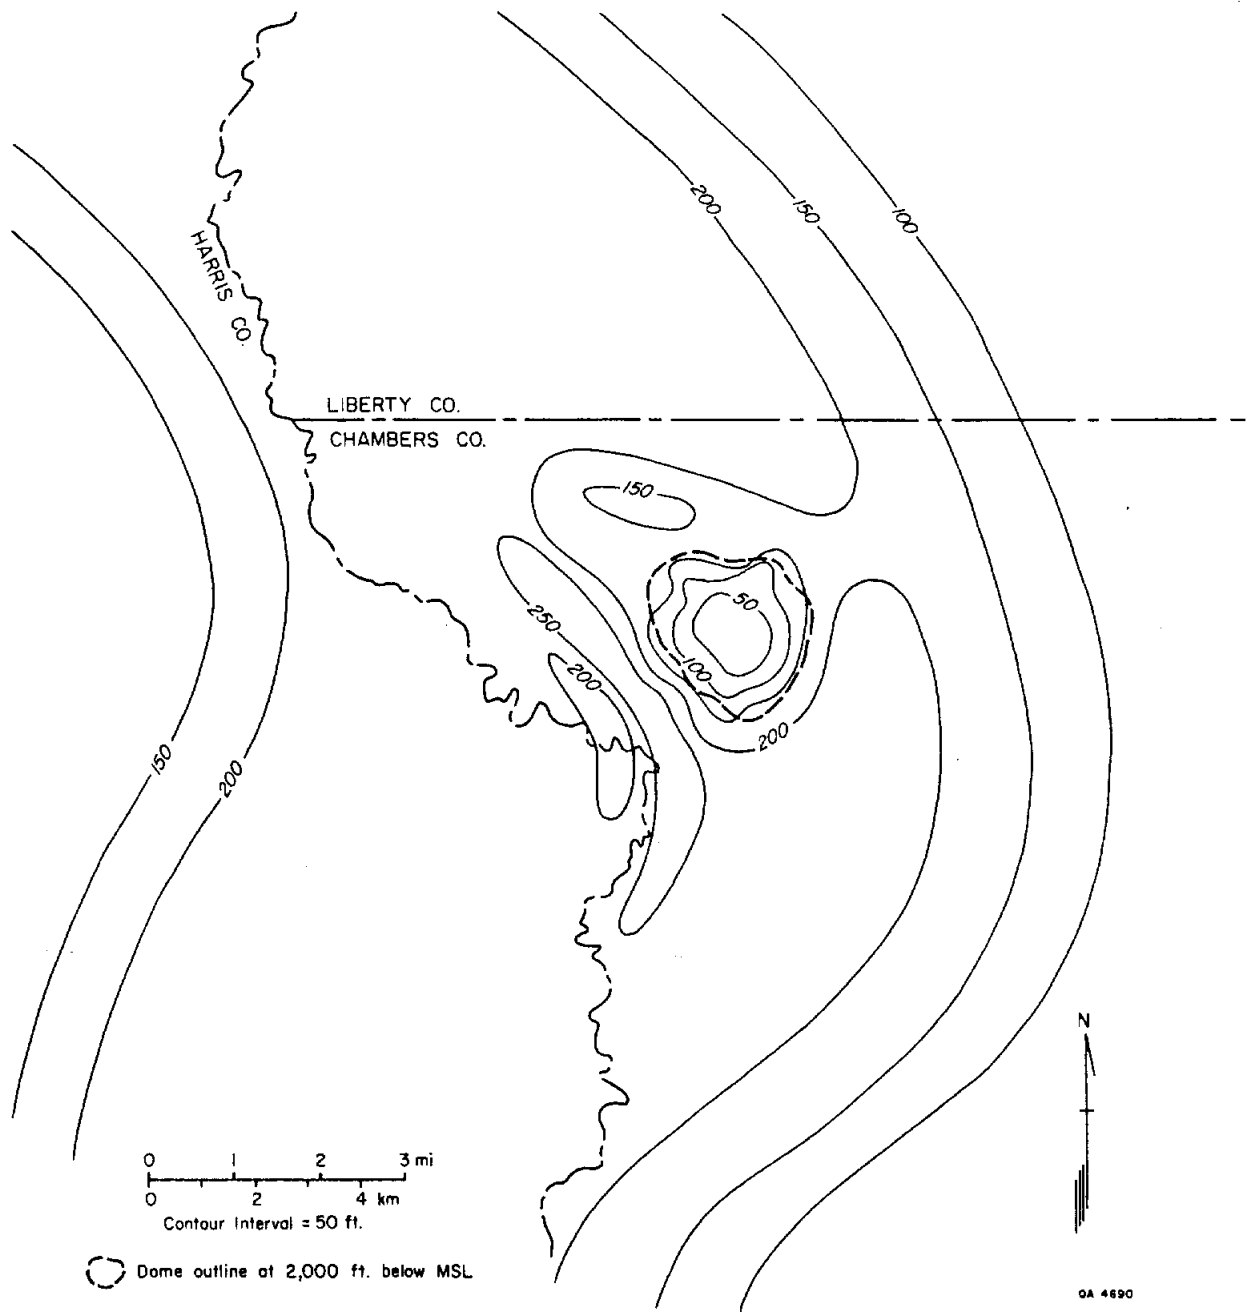 200
150
100
HARRIS CO.
LIBERTY CO.
CHAMBERS CO.
150
50
250
100
200
200
150
200
N
0 1 2 3 mi
0 2 4 km
Contour Interval = 50 ft.
Dome outline at 2,000 ft. below MSL
QA 4690